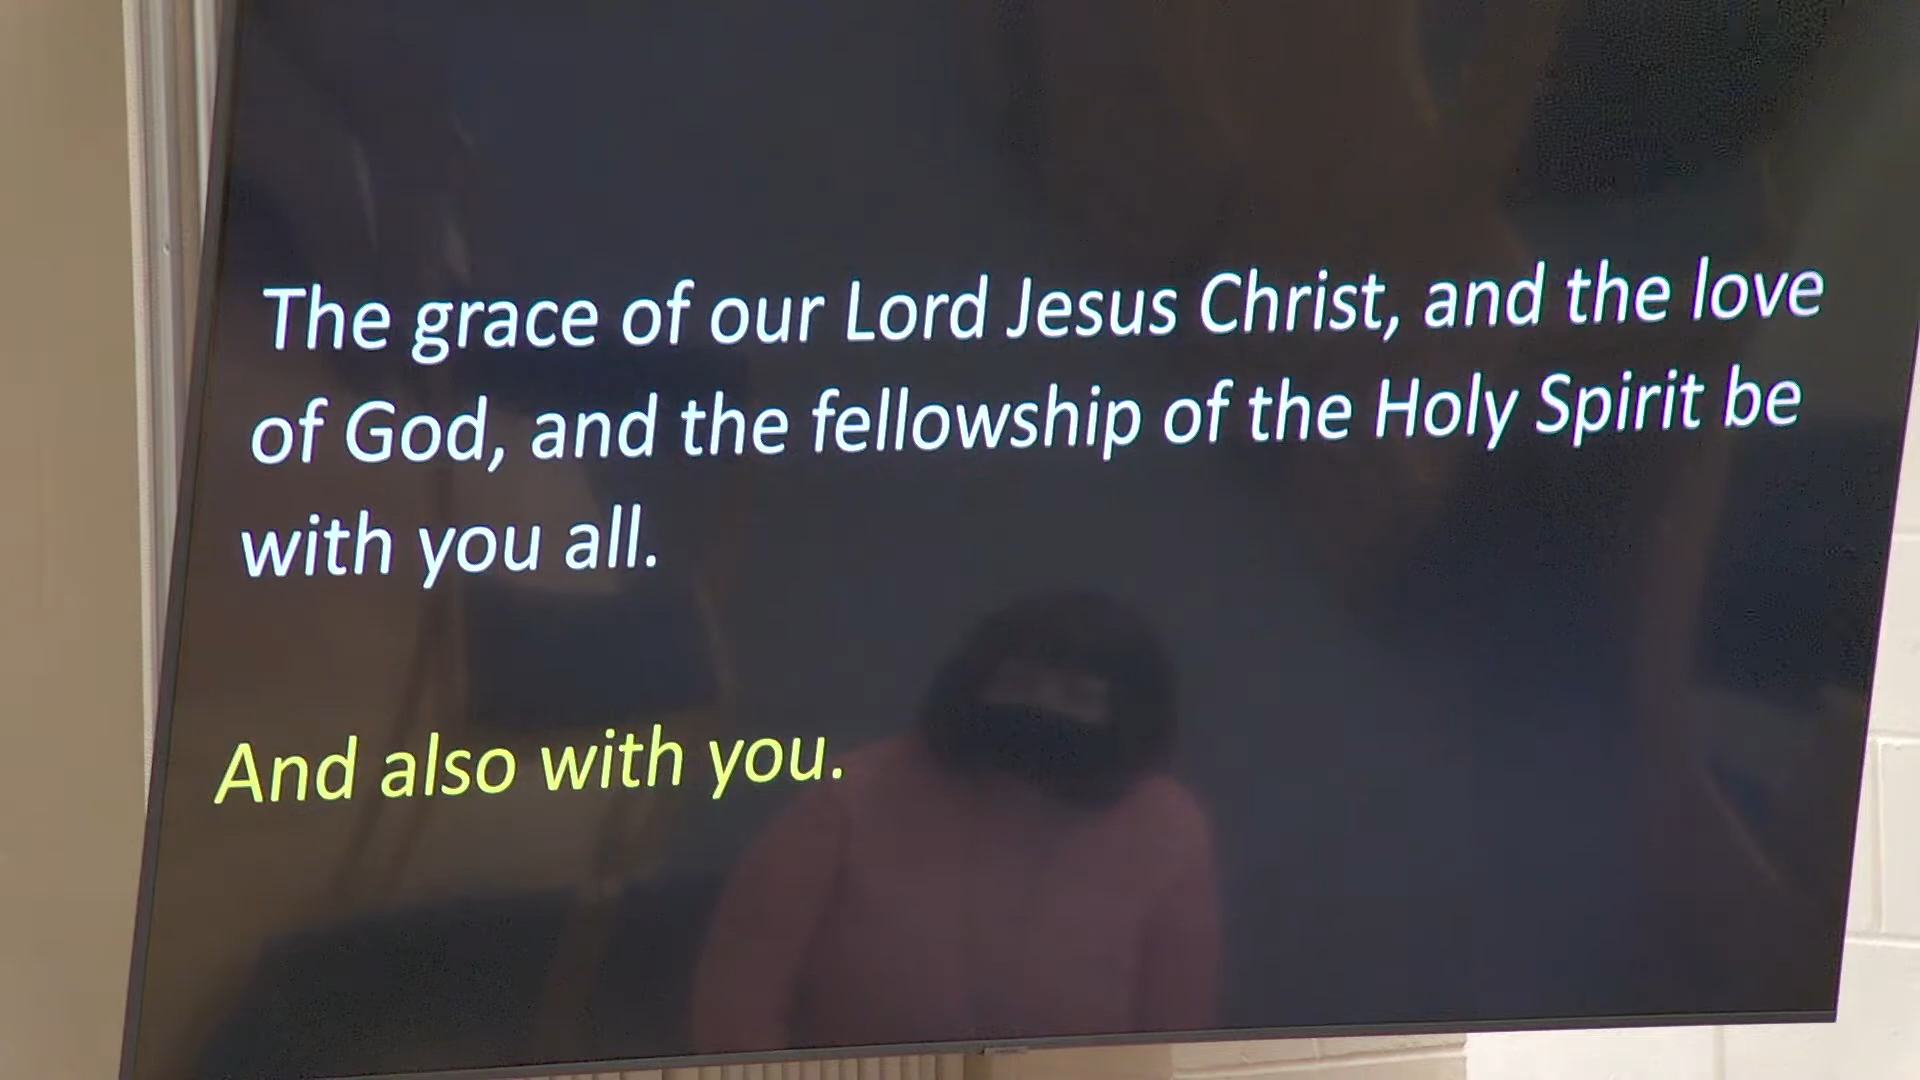 The grace of our Lord Jesus Christ, and the love
of God, and the fellowship of the Holy Spirit be
with you all.
And also with you.